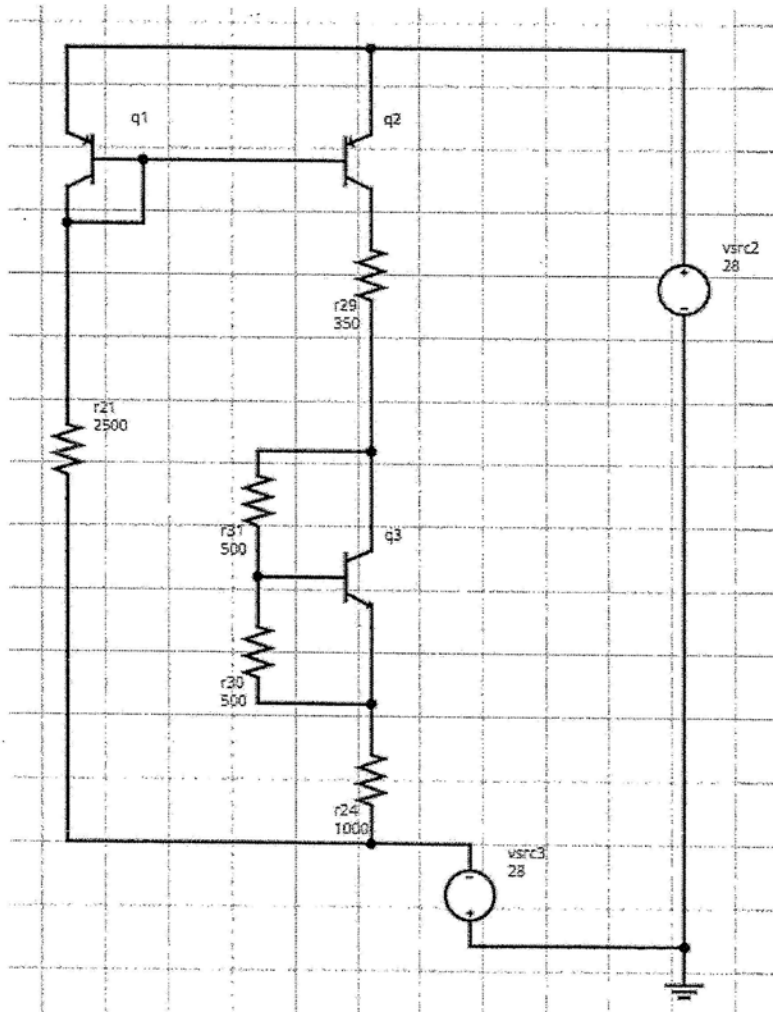 q1
q2
vsrc2
28
+
-
r29
350
r21
2500
r31
500
q3
r30
500
r24
1000
vsrc3
28
-
+